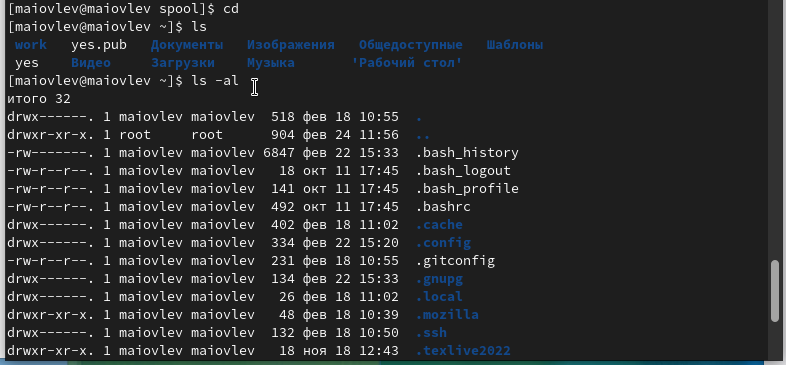 [maiovlev@maiovlev spool]$ cd
[maiovlev@maiovlev ~]$ ls
work yes.pub Документы Изображения Общедоступные Шаблоны
yes Видео Загрузки Музыка 'Рабочий стол'
[maiovlev@maiovlev ~]$ ls -al
итого 32
drwx------. 1 maiovlev maiovlev 518 фев 18 10:55 .
drwxr-xr-x. 1 root root 904 фев 24 11:56 ..
-rw-------. 1 maiovlev maiovlev 6847 фев 22 15:33 .bash_history
-rw-r--r--. 1 maiovlev maiovlev 18 окт 11 17:45 .bash_logout
-rw-r--r--. 1 maiovlev maiovlev 141 окт 11 17:45 .bash_profile
-rw-r--r--. 1 maiovlev maiovlev 492 окт 11 17:45 .bashrc
drwx------. 1 maiovlev maiovlev 402 фев 18 11:02 .cache
drwx------. 1 maiovlev maiovlev 334 фев 22 15:20 .config
-rw-r--r--. 1 maiovlev maiovlev 231 фев 18 10:55 .gitconfig
drwx------. 1 maiovlev maiovlev 134 фев 22 15:33 .gnupg
drwx------. 1 maiovlev maiovlev 26 фев 18 11:02 .local
drwxr-xr-x. 1 maiovlev maiovlev 48 фев 18 10:39 .mozilla
drwx------. 1 maiovlev maiovlev 132 фев 18 10:50 .ssh
drwxr-xr-x. 1 maiovlev maiovlev 18 ноя 18 12:43 .texlive2022